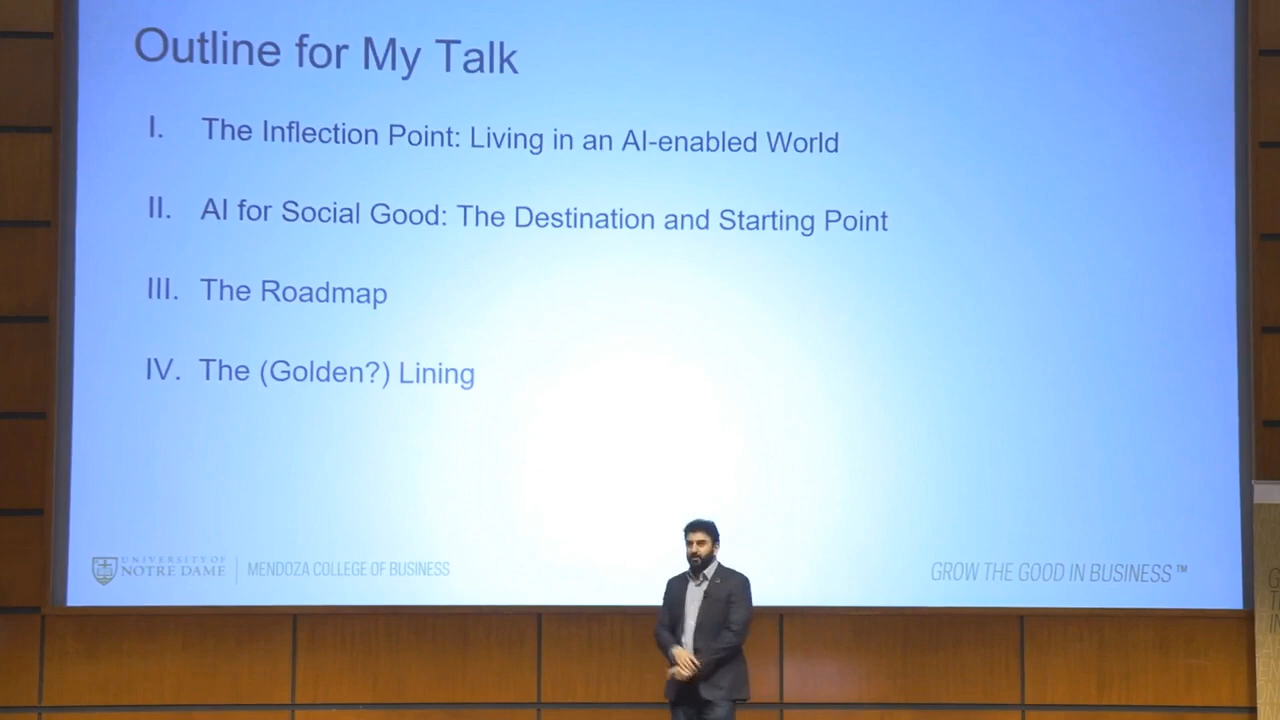 Outline for My Talk
I. The Inflection Point: Living in an AI-enabled World
II. AI for Social Good: The Destination and Starting Point
III. The Roadmap
IV. The (Golden?) Lining
UNIVERSITY OF
NOTRE DAME
MENDOZA COLLEGE OF BUSINESS
GROW THE GOOD IN BUSINESS™